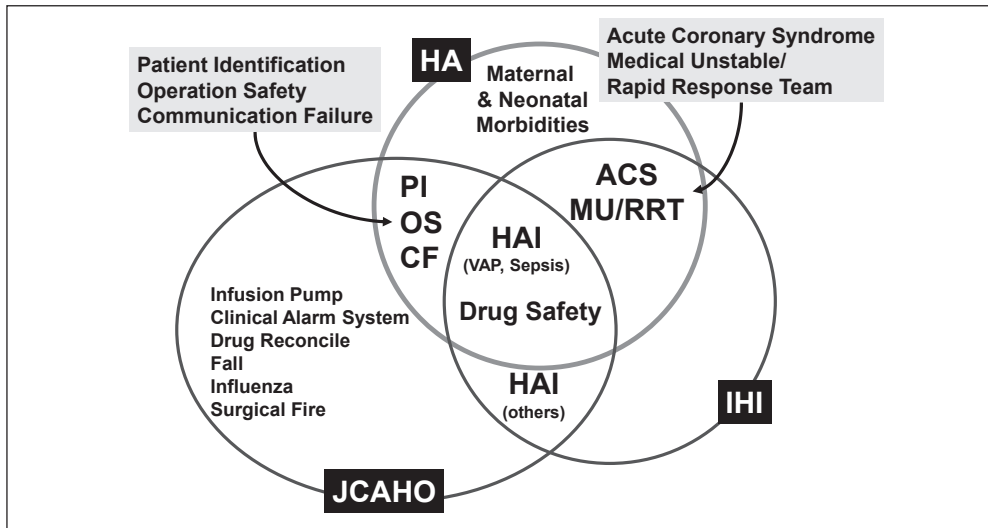 HA
Patient Identification
Operation Safety
Communication Failure
Acute Coronary Syndrome
Medical Unstable/
Rapid Response Team
Maternal
& Neonatal
Morbidities
PI
OS
CF
ACS
MU/RRT
HAI
(VAP, Sepsis)
Drug Safety
Infusion Pump
Clinical Alarm System
Drug Reconcile
Fall
Influenza
Surgical Fire
HAI
(others)
IHI
JCAHO